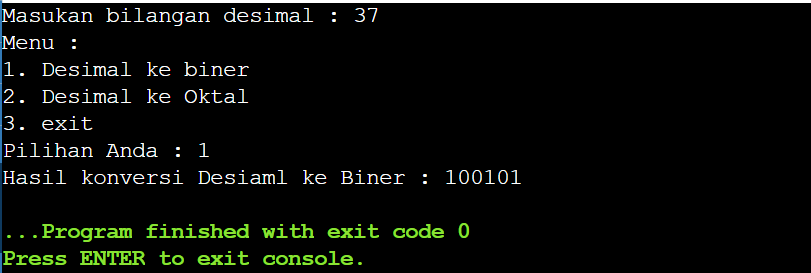 Masukan bilangan desimal : 37
Menu :
1. Desimal ke biner
2. Desimal ke Oktal
3. exit
Pilihan Anda : 1
Hasil konversi Desiaml ke Biner : 100101
...Program finished with exit code 0
Press ENTER to exit console.